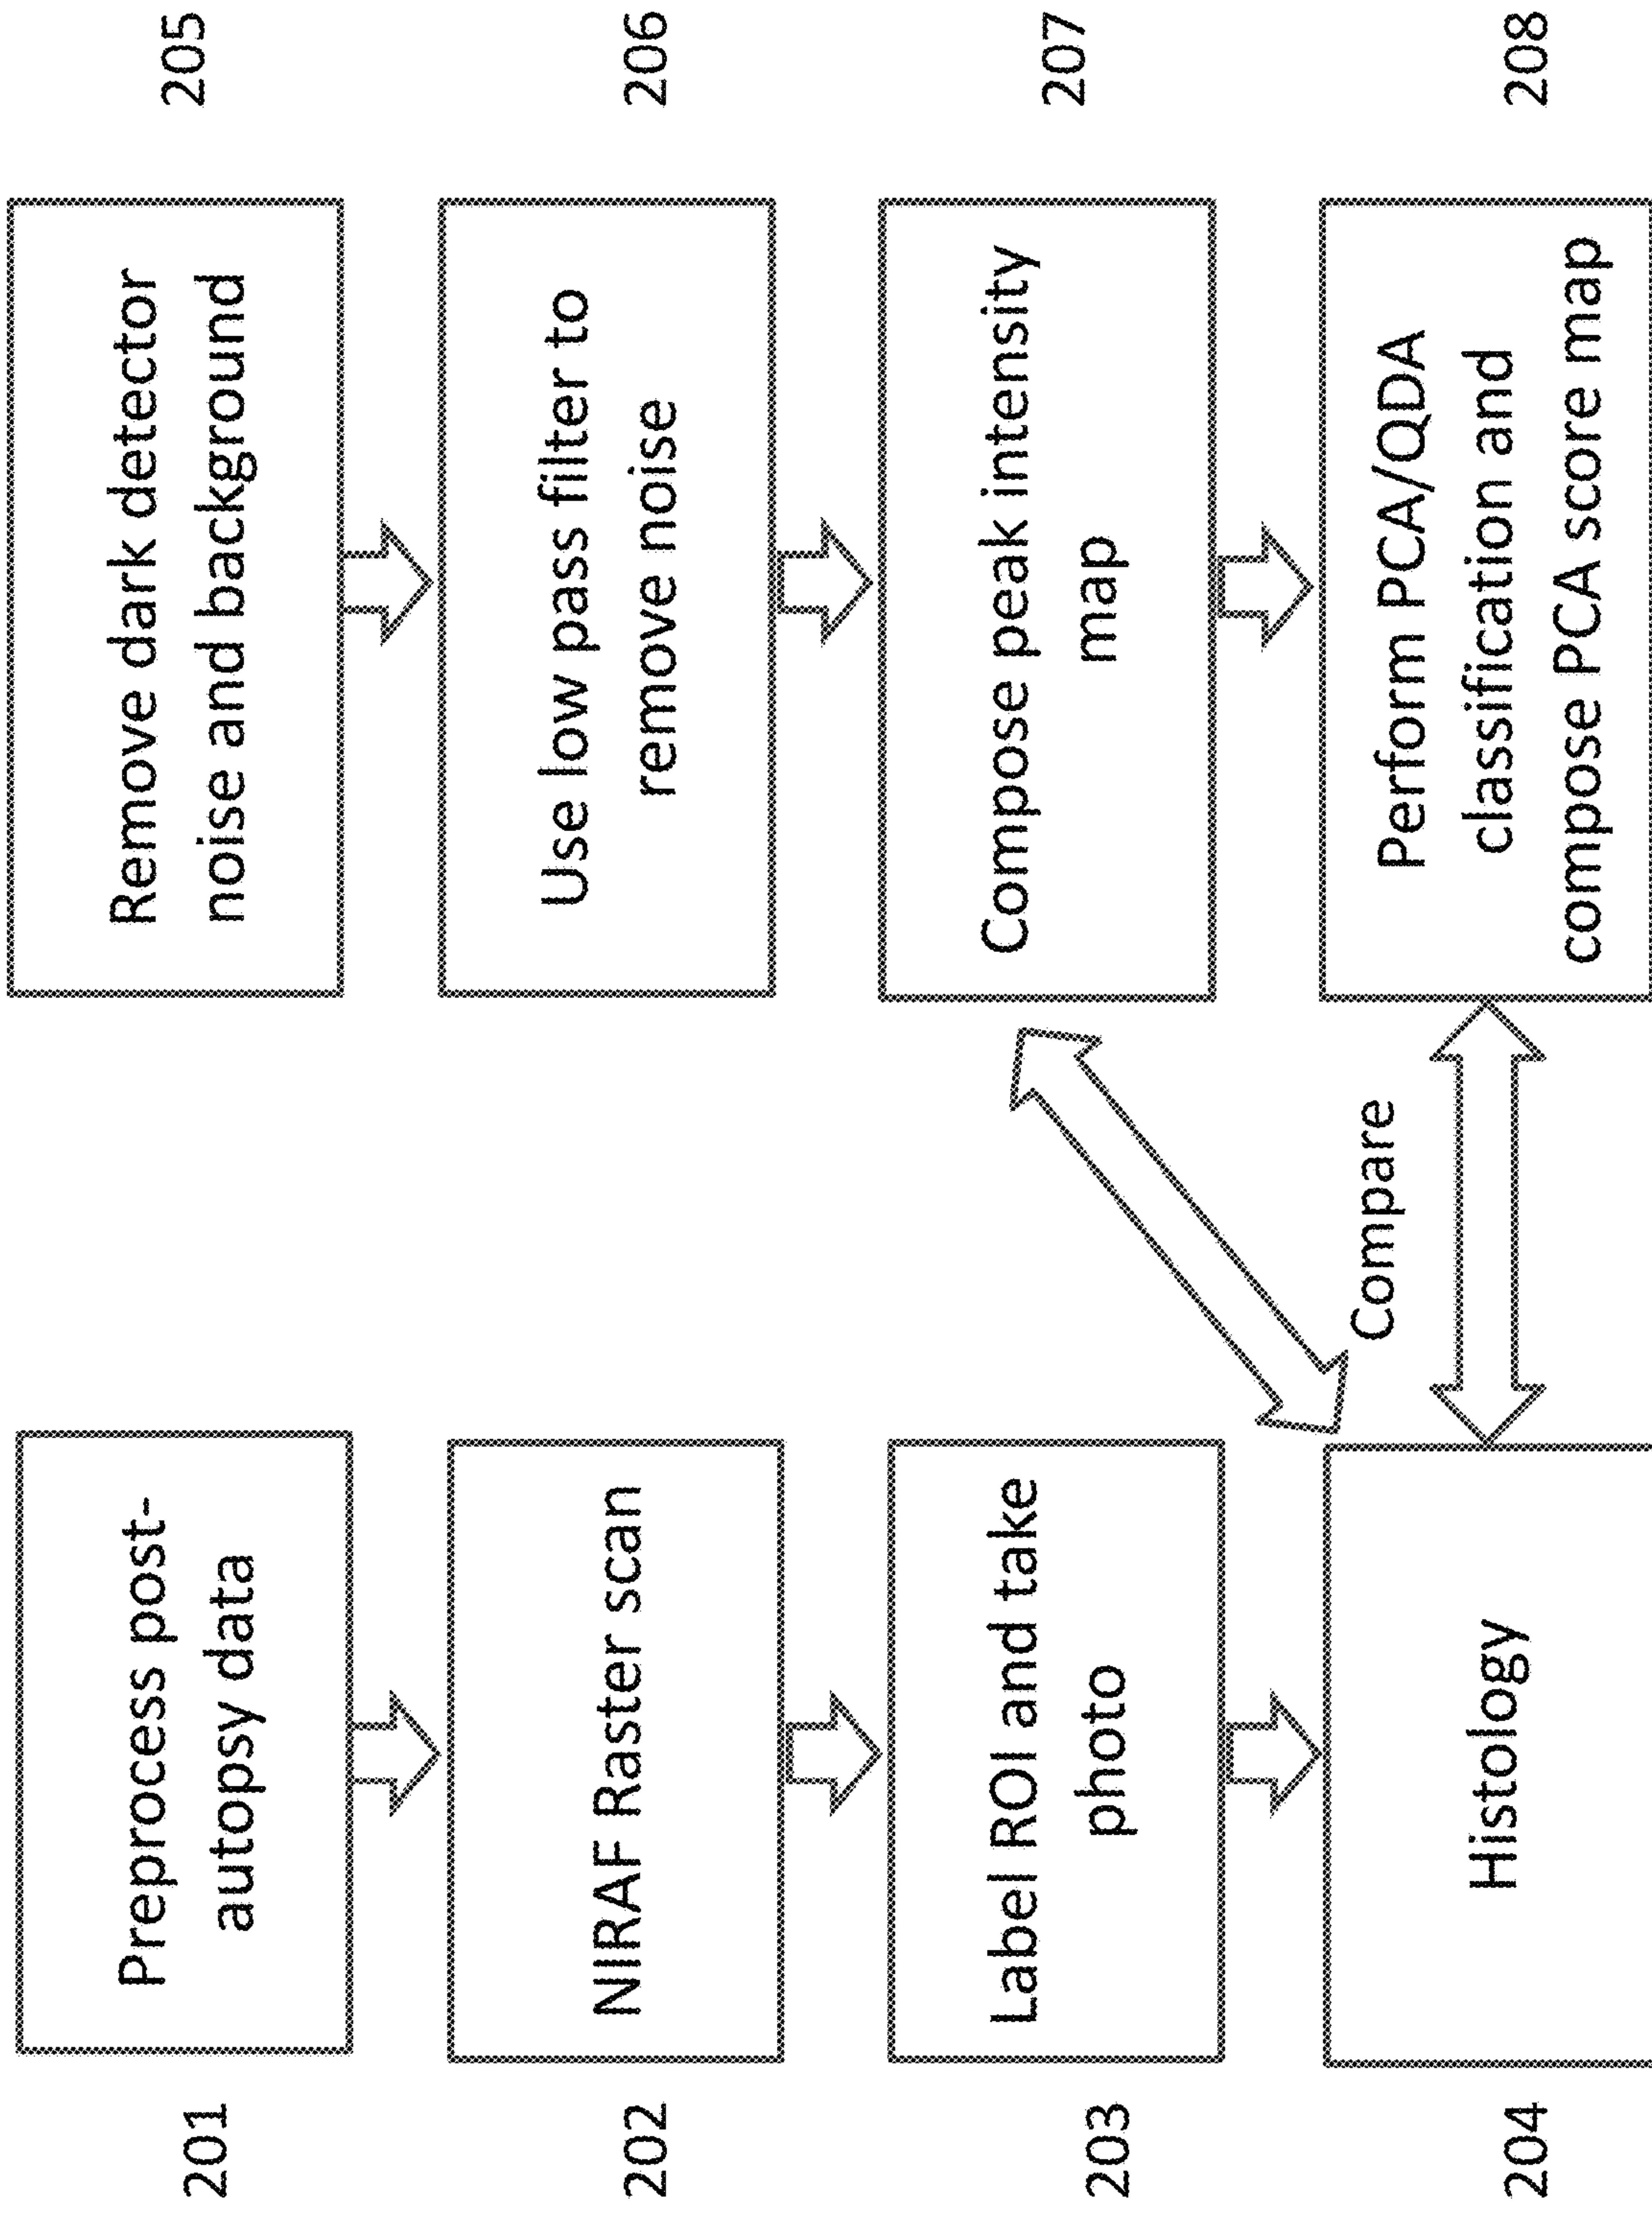 201
Preprocess post-
autopsy data
202
NIRAF Raster scan
203
Label ROI and take
photo
204
Histology
Compare
205
Remove dark detector
noise and background
206
Use low pass filter to
remove noise
207
Compose peak intensity
map
208
Perform PCA/QDA
classification and
compose PCA score map